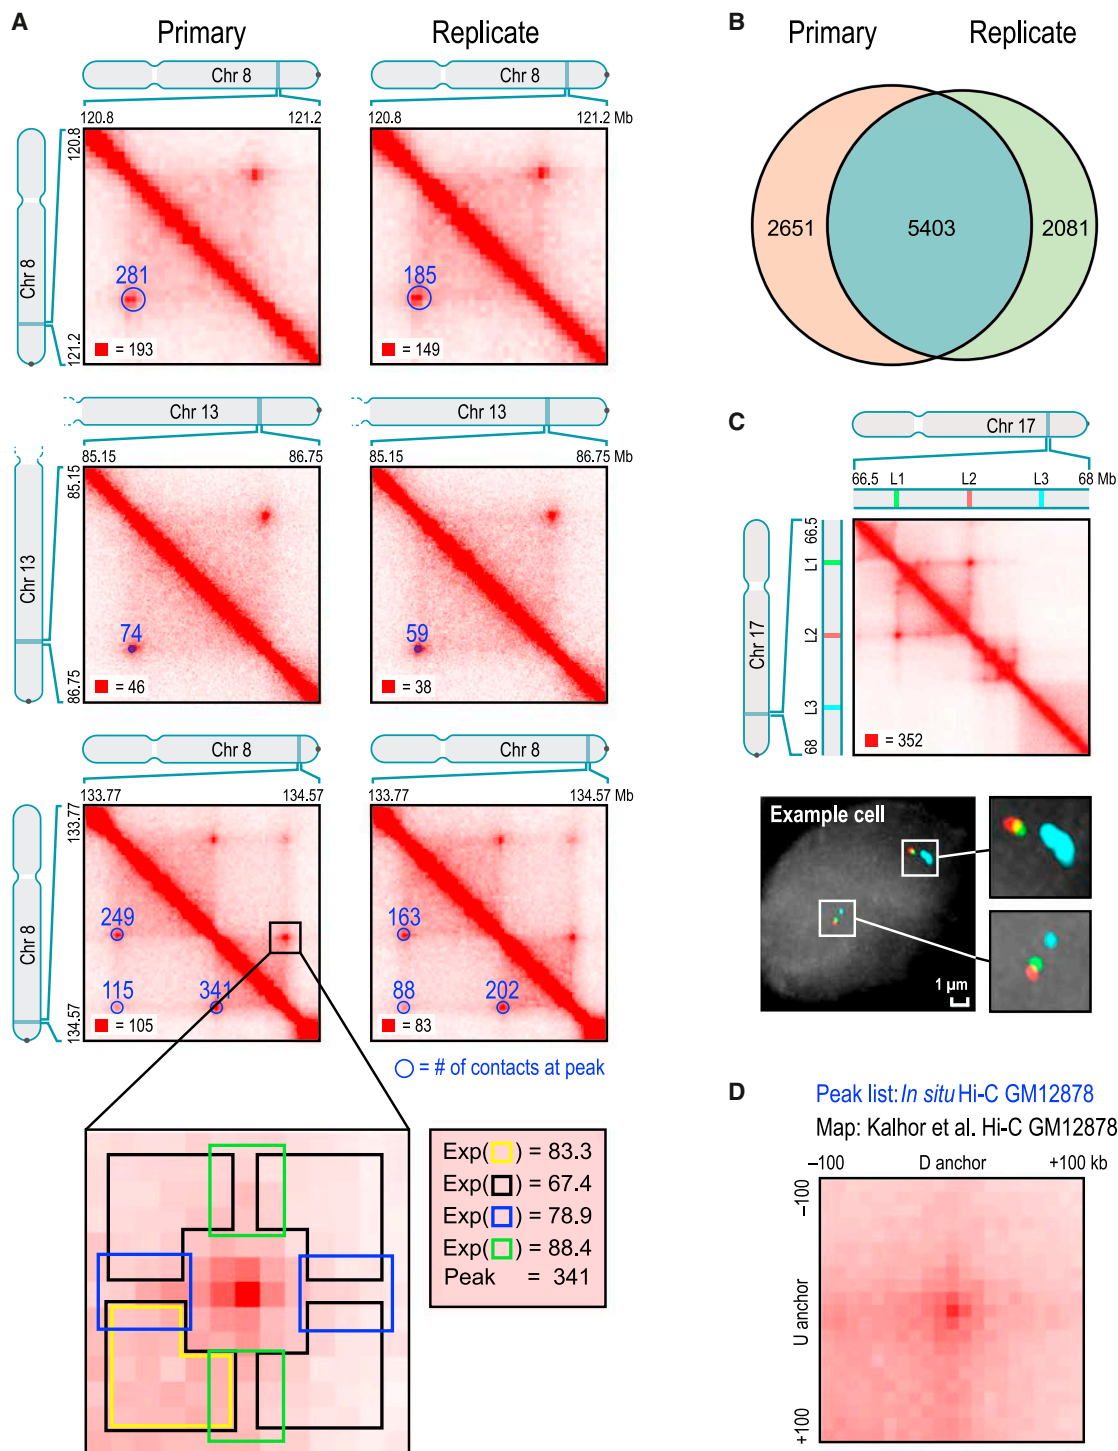 A
Primary
Replicate
Chr 8
Chr 8
120.8
121.2
120.8
121.2 Mb
120.8
Chr 8
121.2
281
= 193
185
= 149
Chr 13
Chr 13
85.15
86.75
85.15
86.75 Mb
85.15
Chr 13
86.75
74
= 46
59
= 38
Chr 8
Chr 8
133.77
134.57
133.77
134.57 Mb
133.77
Chr 8
134.57
249
115
341
= 105
163
88
202
= 83
= # of contacts at peak
Exp( ) = 83.3
Exp( ) = 67.4
Exp( ) = 78.9
Exp( ) = 88.4
Peak = 341
B
Primary
Replicate
2651
5403
2081
C
Chr 17
66.5
L1
L2
L3
68 Mb
66.5
L1
L2
L3
68
Chr 17
= 352
Example cell
1 μm
D
Peak list: In situ Hi-C GM12878
Map: Kalhor et al. Hi-C GM12878
–100
D anchor
+100 kb
–100
U anchor
+100